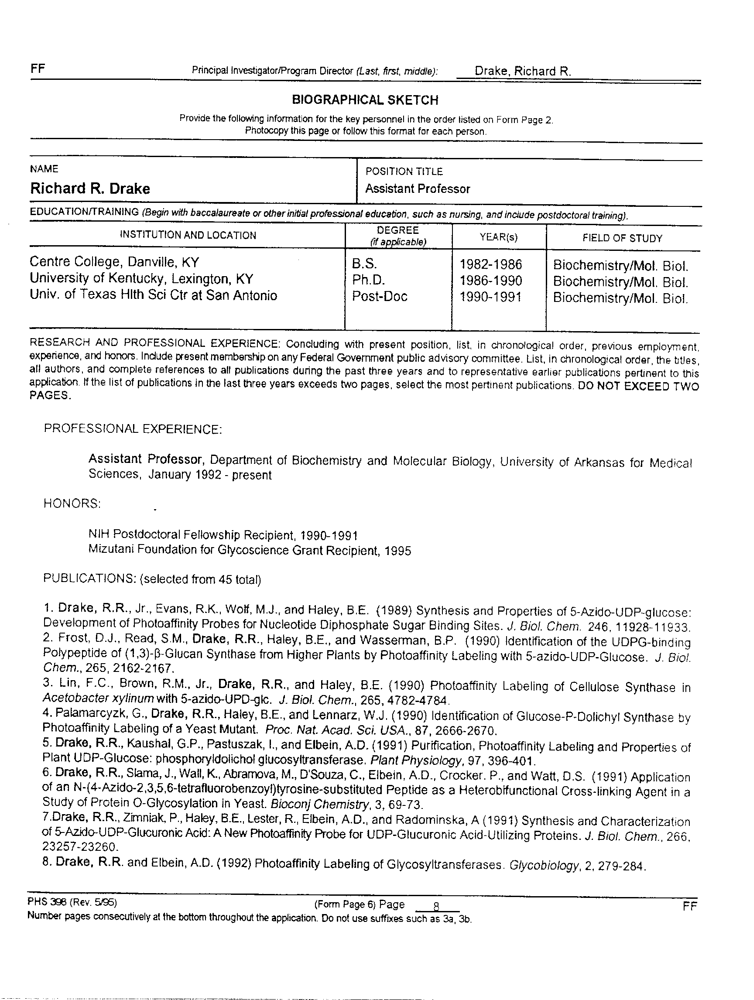 FF Principal Investigator/Program Director (Last, first, middle): Drake, Richard R.
BIOGRAPHICAL SKETCH
Provide the following information for the key personnel in the order listed on Form Page 2.
Photocopy this page or follow this format for each person.
NAME POSITION TITLE
Richard R. Drake Assistant Professor
EDUCATION/TRAINING (Begin with baccalaureate or other initial professional education, such as nursing, and include postdoctoral training).
INSTITUTION AND LOCATION DEGREE (if applicable) YEAR(s) FIELD OF STUDY
Centre College, Danville, KY B.S. 1982-1986 Biochemistry/Mol. Biol.
University of Kentucky, Lexington, KY Ph.D. 1986-1990 Biochemistry/Mol. Biol.
Univ. of Texas Hlth Sci Ctr at San Antonio Post-Doc 1990-1991 Biochemistry/Mol. Biol.
RESEARCH AND PROFESSIONAL EXPERIENCE: Concluding with present position, list, in chronological order, previous employment,
experience, and honors. Include present membership on any Federal Government public advisory committee. List, in chronological order, the titles,
all authors, and complete references to all publications during the past three years and to representative earlier publications pertinent to this
application. If the list of publications in the last three years exceeds two pages, select the most pertinent publications. DO NOT EXCEED TWO
PAGES.
PROFESSIONAL EXPERIENCE:
Assistant Professor, Department of Biochemistry and Molecular Biology, University of Arkansas for Medical
Sciences, January 1992 - present
HONORS:
NIH Postdoctoral Fellowship Recipient, 1990-1991
Mizutani Foundation for Glycoscience Grant Recipient, 1995
PUBLICATIONS: (selected from 45 total)
1. Drake, R.R., Jr., Evans, R.K., Wolf, M.J., and Haley, B.E. (1989) Synthesis and Properties of 5-Azido-UDP-glucose:
Development of Photoaffinity Probes for Nucleotide Diphosphate Sugar Binding Sites. J. Biol. Chem. 246, 11928-11933.
2. Frost, D.J., Read, S.M., Drake, R.R., Haley, B.E., and Wasserman, B.P. (1990) Identification of the UDPG-binding
Polypeptide of (1,3)-β-Glucan Synthase from Higher Plants by Photoaffinity Labeling with 5-azido-UDP-Glucose. J. Biol.
Chem., 265, 2162-2167.
3. Lin, F.C., Brown, R.M., Jr., Drake, R.R., and Haley, B.E. (1990) Photoaffinity Labeling of Cellulose Synthase in
Acetobacter xylinum with 5-azido-UPD-glc. J. Biol. Chem., 265, 4782-4784.
4. Palamarcyzk, G., Drake, R.R., Haley, B.E., and Lennarz, W.J. (1990) Identification of Glucose-P-Dolichyl Synthase by
Photoaffinity Labeling of a Yeast Mutant. Proc. Nat. Acad. Sci. USA., 87, 2666-2670.
5. Drake, R.R., Kaushal, G.P., Pastuszak, I., and Elbein, A.D. (1991) Purification, Photoaffinity Labeling and Properties of
Plant UDP-Glucose: phosphoryldolichol glucosyltransferase. Plant Physiology, 97, 396-401.
6. Drake, R.R., Slama, J., Wall, K., Abramova, M., D'Souza, C., Elbein, A.D., Crocker. P., and Watt, D.S. (1991) Application
of an N-(4-Azido-2,3,5,6-tetrafluorobenzoyl)tyrosine-substituted Peptide as a Heterobifunctional Cross-linking Agent in a
Study of Protein O-Glycosylation in Yeast. Bioconj Chemistry, 3, 69-73.
7.Drake, R.R., Zimniak, P., Haley, B.E., Lester, R., Elbein, A.D., and Radominska, A (1991) Synthesis and Characterization
of 5-Azido-UDP-Glucuronic Acid: A New Photoaffinity Probe for UDP-Glucuronic Acid-Utilizing Proteins. J. Biol. Chem., 266,
23257-23260.
8. Drake, R.R. and Elbein, A.D. (1992) Photoaffinity Labeling of Glycosyltransferases. Glycobiology, 2, 279-284.
PHS 398 (Rev. 5/95) (Form Page 6) Page 8 FF
Number pages consecutively at the bottom throughout the application. Do not use suffixes such as 3a, 3b.